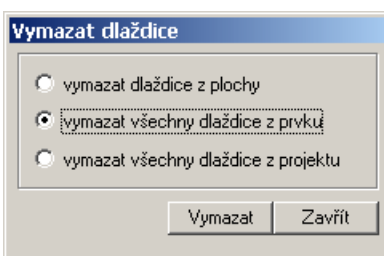 Vymazat dlaždice
vymazat dlaždice z plochy
vymazat všechny dlaždice z prvku
vymazat všechny dlaždice z projektu
Vymazat Zavřít